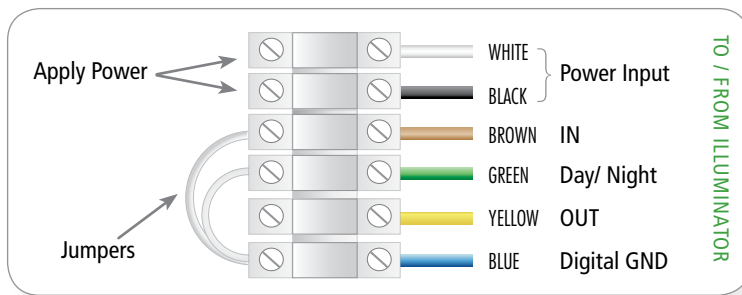 Apply Power
Jumpers
WHITE
BLACK
Power Input
BROWN IN
GREEN Day/ Night
YELLOW OUT
BLUE Digital GND
TO / FROM ILLUMINATOR